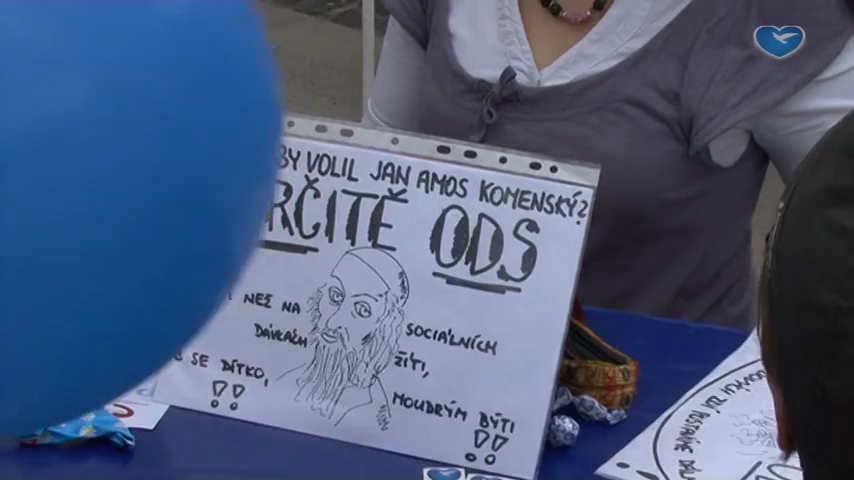 BY VOLIL JAN AMOS KOMENSKÝ?
RČITĚ ODS
NEŽ NA
DÁVKÁCH SOCIÁLNÍCH
ŽÍTI,
SE DÍTKO,
MOUDRÝM BÝTI
!! !!